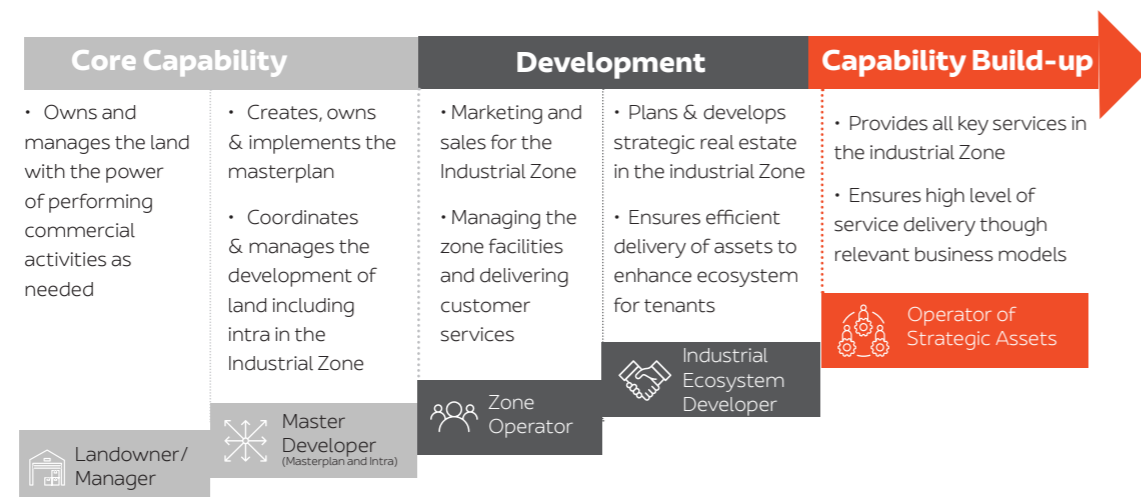 Core Capability
Development
Capability Build-up
• Owns and
manages the land
with the power
of performing
commercial
activities as
needed
Landowner/
Manager
• Creates, owns
& implements the
masterplan
• Coordinates
& manages the
development of
land including
intra in the
Industrial Zone
Master
Developer
(Masterplan and Intra)
• Marketing and
sales for the
Industrial Zone
• Managing the
zone facilities
and delivering
customer
services
Zone
Operator
• Plans & develops
strategic real estate
in the industrial Zone
• Ensures efficient
delivery of assets to
enhance ecosystem
for tenants
Industrial
Ecosystem
Developer
• Provides all key services in
the industrial Zone
• Ensures high level of
service delivery though
relevant business models
Operator of
Strategic Assets